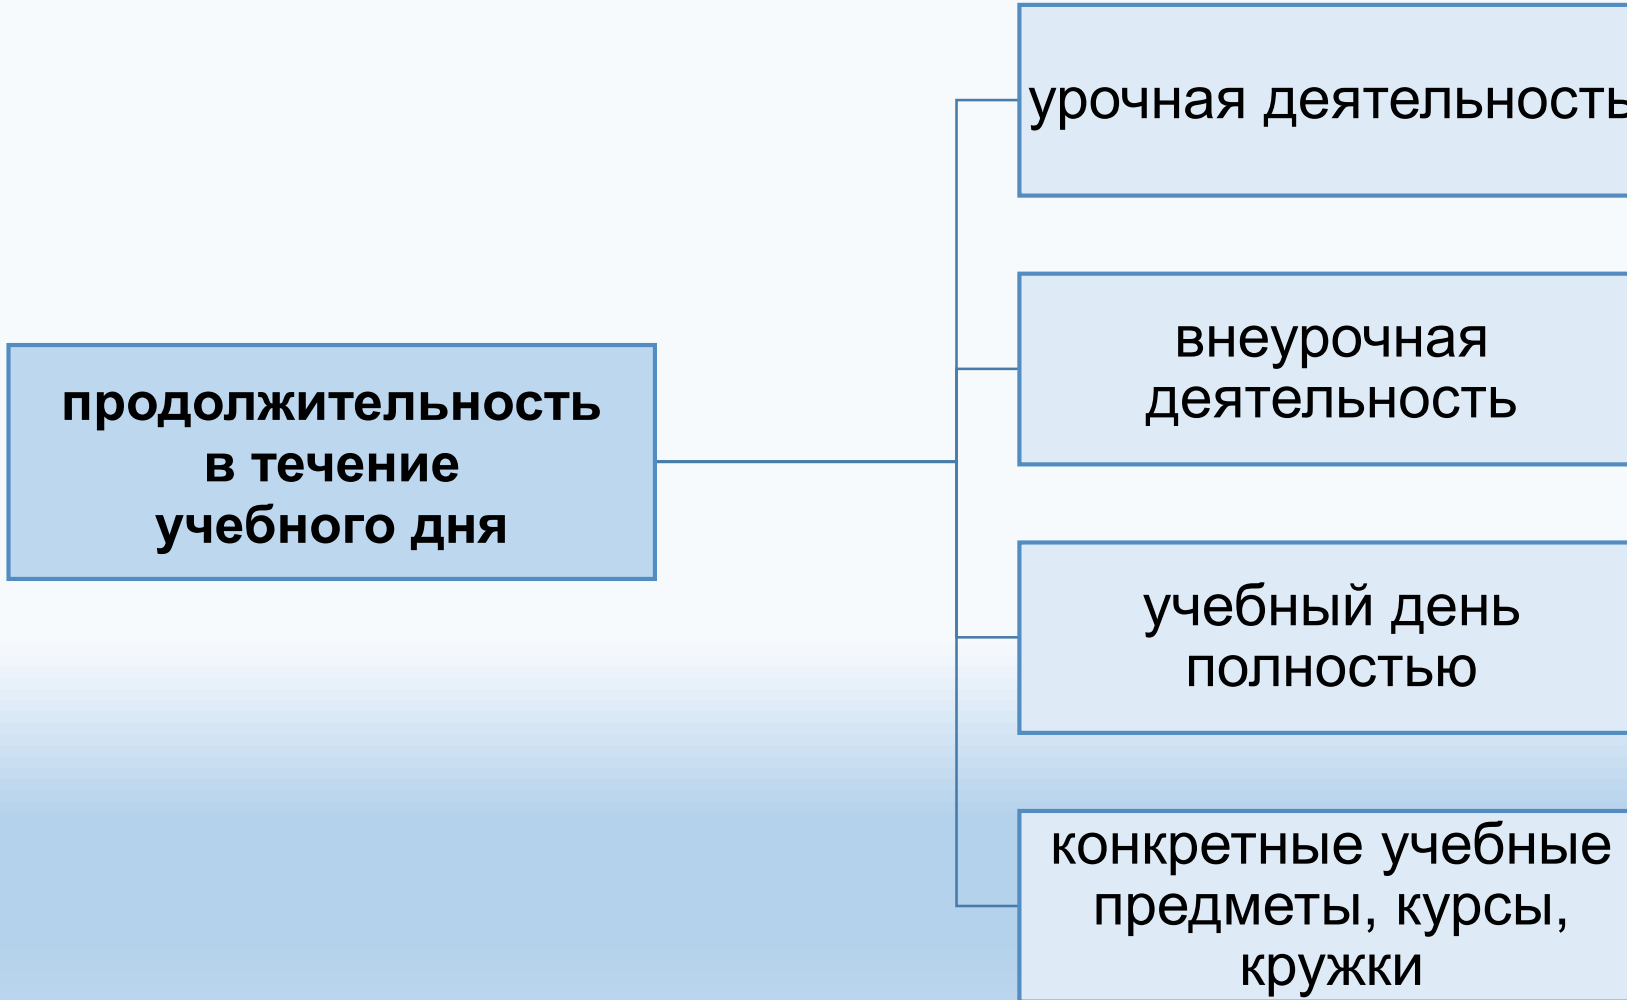 урочная деятельность
внеурочная
деятельность
продолжительность
в течение
учебного дня
учебный день
полностью
конкретные учебные
предметы, курсы,
кружки